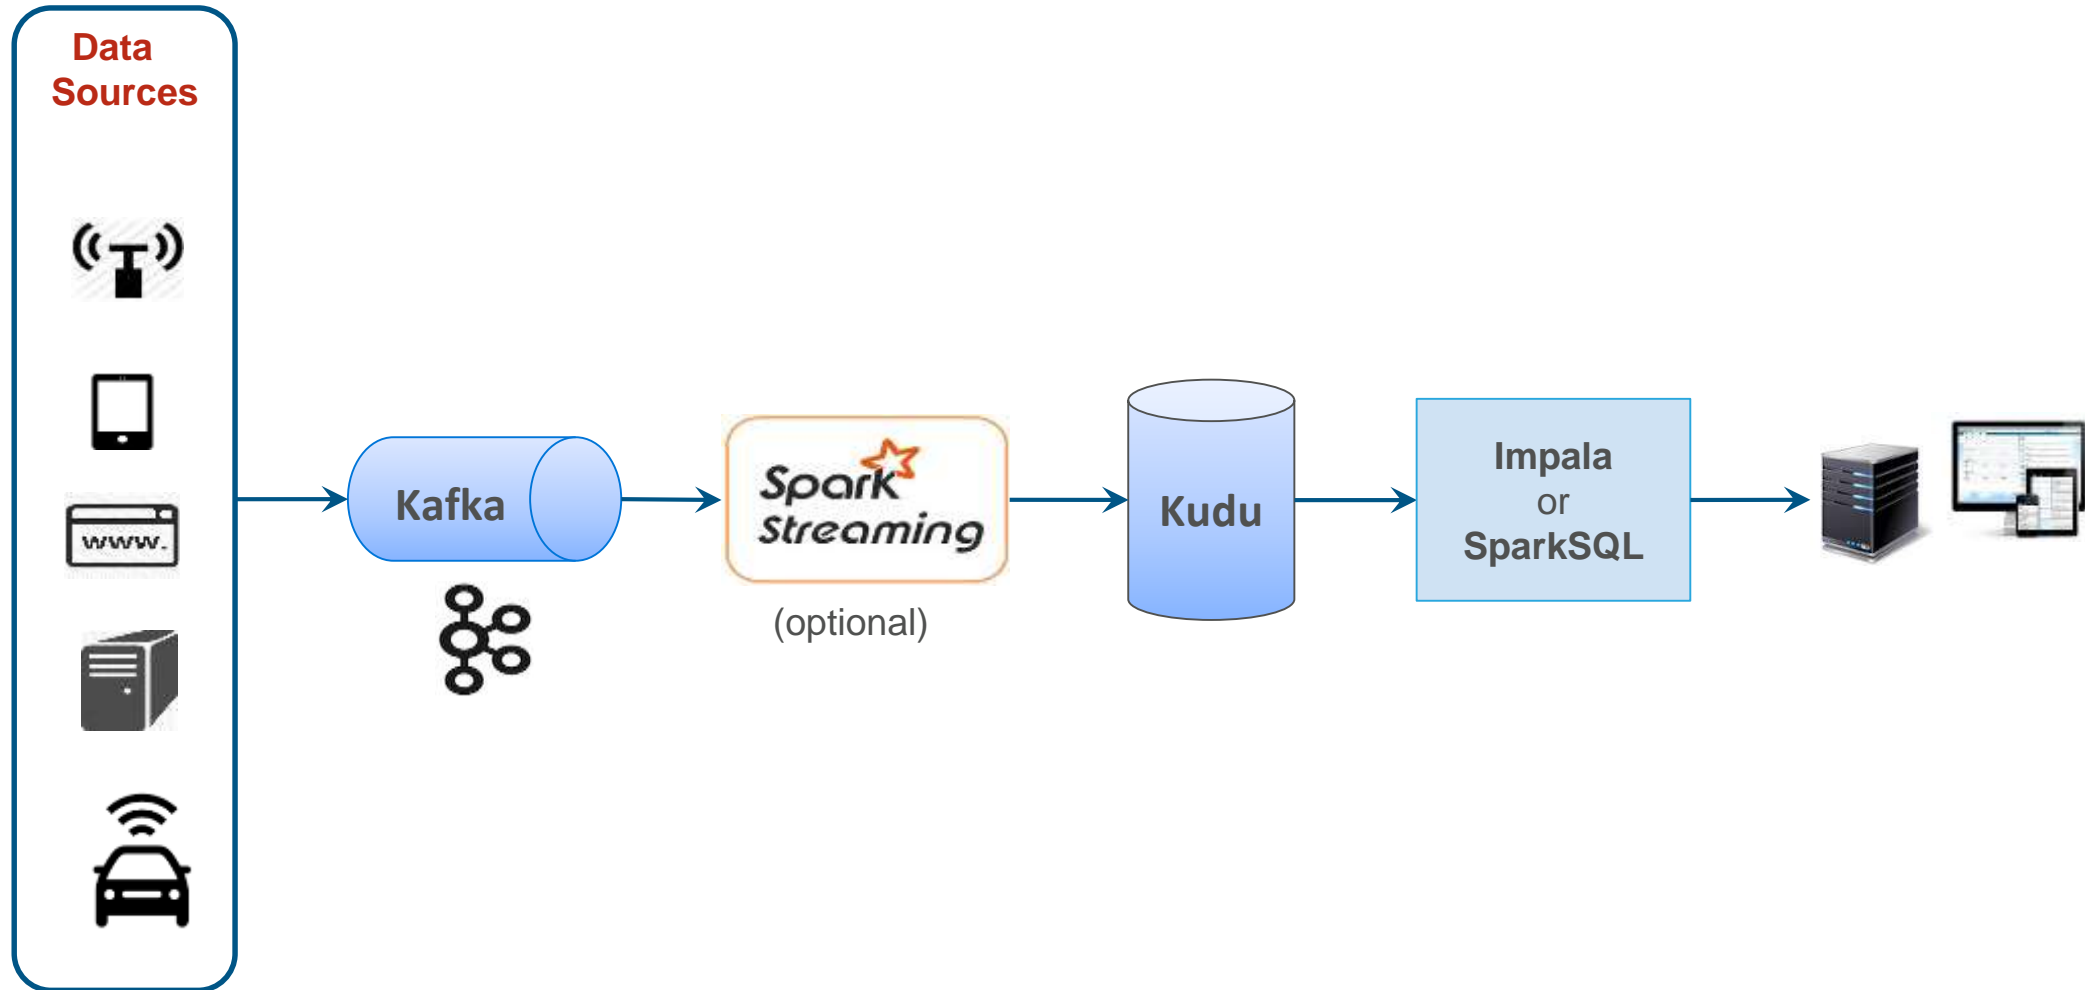 Data
Sources
www.
Kafka
Spark
Streaming
(optional)
Kudu
Impala
or
SparkSQL